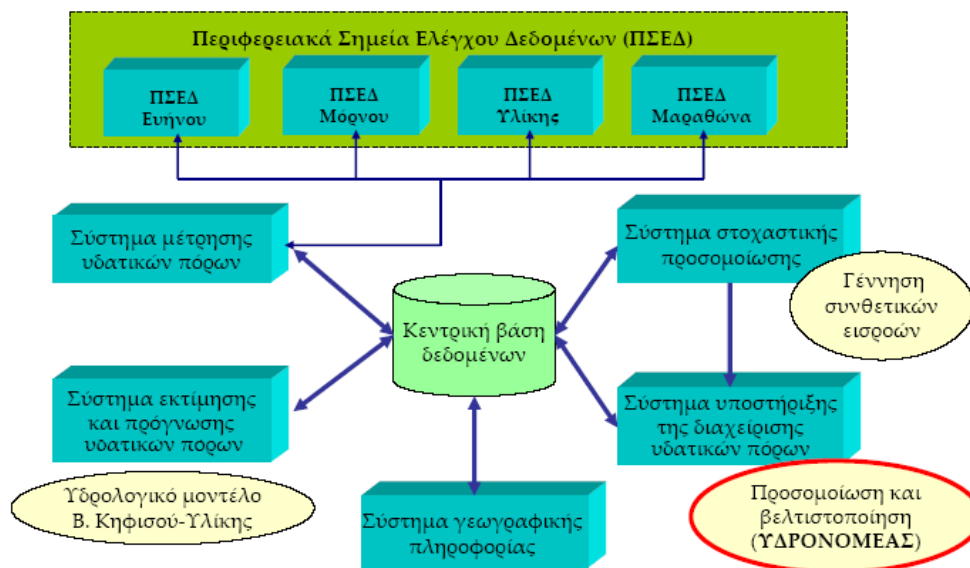 Περιφερειακά Σημεία Ελέγχου Δεδομένων (ΠΣΕΔ)
ΠΣΕΔ
Ευήνου
ΠΣΕΔ
Μόρνου
ΠΣΕΔ
Υλίκης
ΠΣΕΔ
Μαραθώνα
Σύστημα μέτρησης
υδατικών πόρων
Σύστημα στοχαστικής
προσομοίωσης
Γέννηση
συνθετικών
εισροών
Κεντρική βάση
δεδομένων
Σύστημα εκτίμησης
και πρόγνωσης
υδατικών πόρων
Σύστημα υποστήριξης
της διαχείρισης
υδατικών πόρων
Υδρολογικό μοντέλο
Β. Κηφισού-Υλίκης
Σύστημα γεωγραφικής
πληροφορίας
Προσομοίωση και
βελτιστοποίηση
(ΥΔΡΟΝΟΜΕΑΣ)